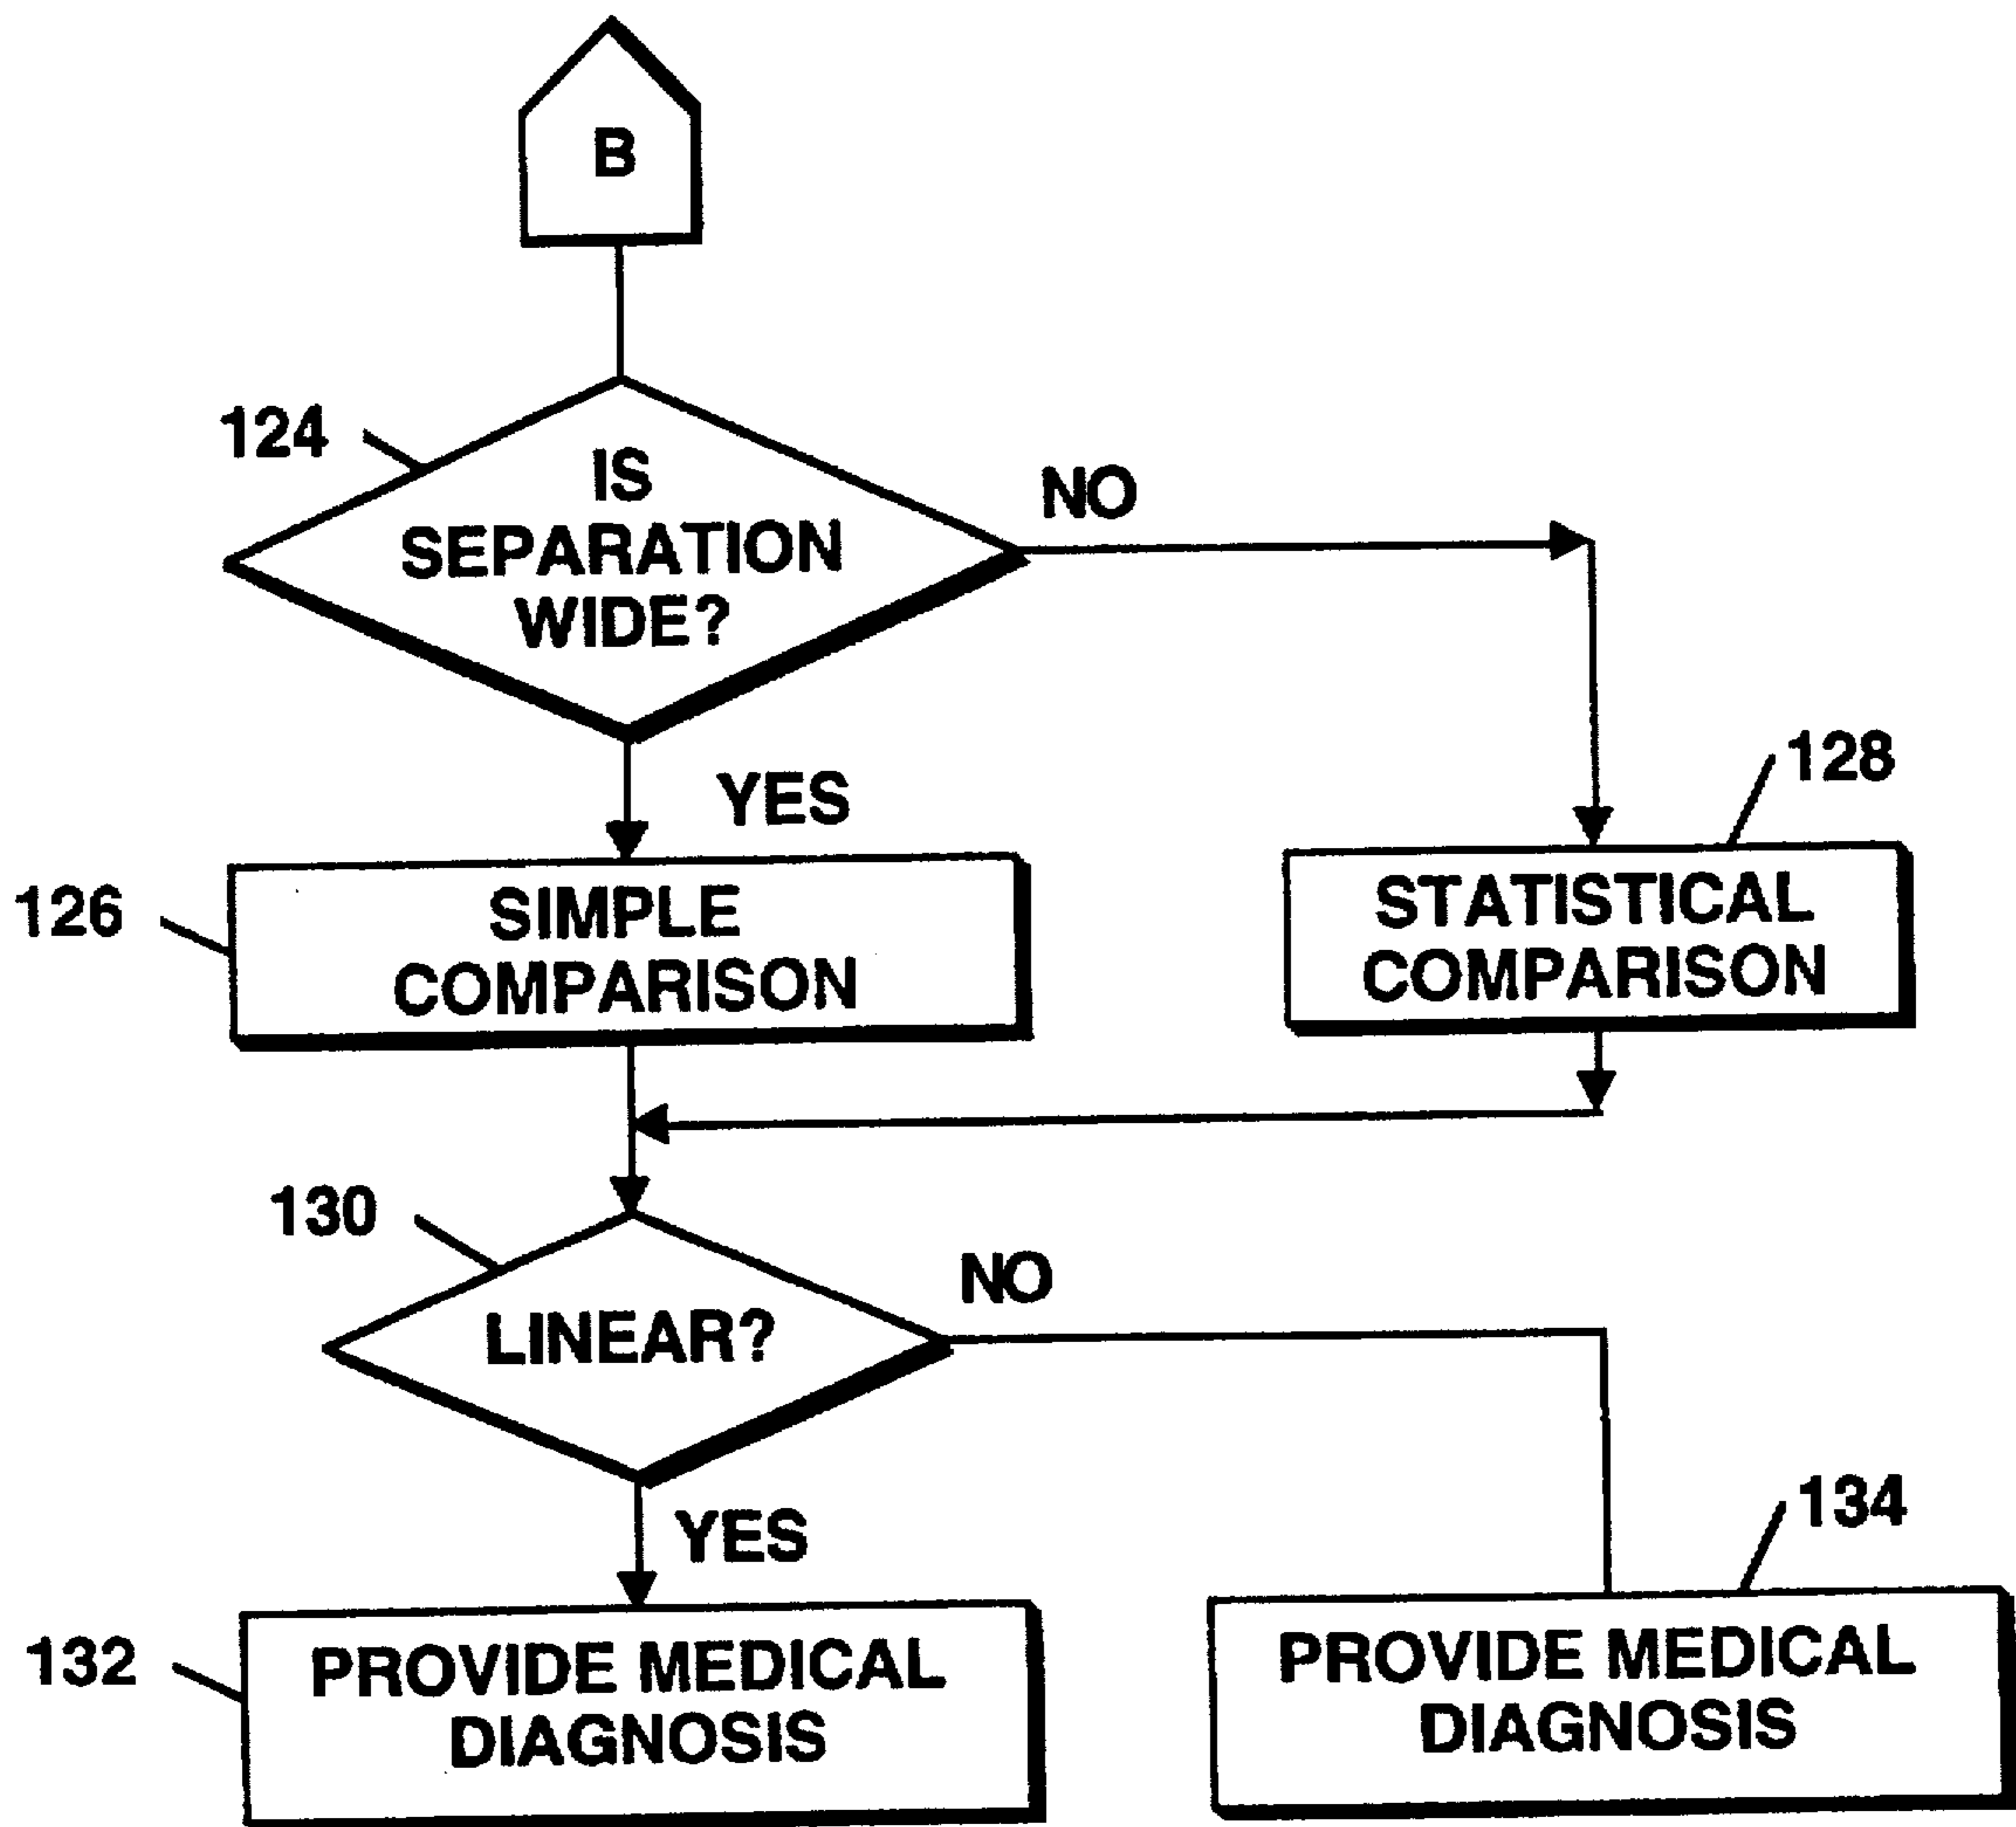 B
124
IS
SEPARATION
WIDE?
NO
YES
128
126
SIMPLE
COMPARISON
STATISTICAL
COMPARISON
130
LINEAR?
NO
YES
134
132
PROVIDE MEDICAL
DIAGNOSIS
PROVIDE MEDICAL
DIAGNOSIS